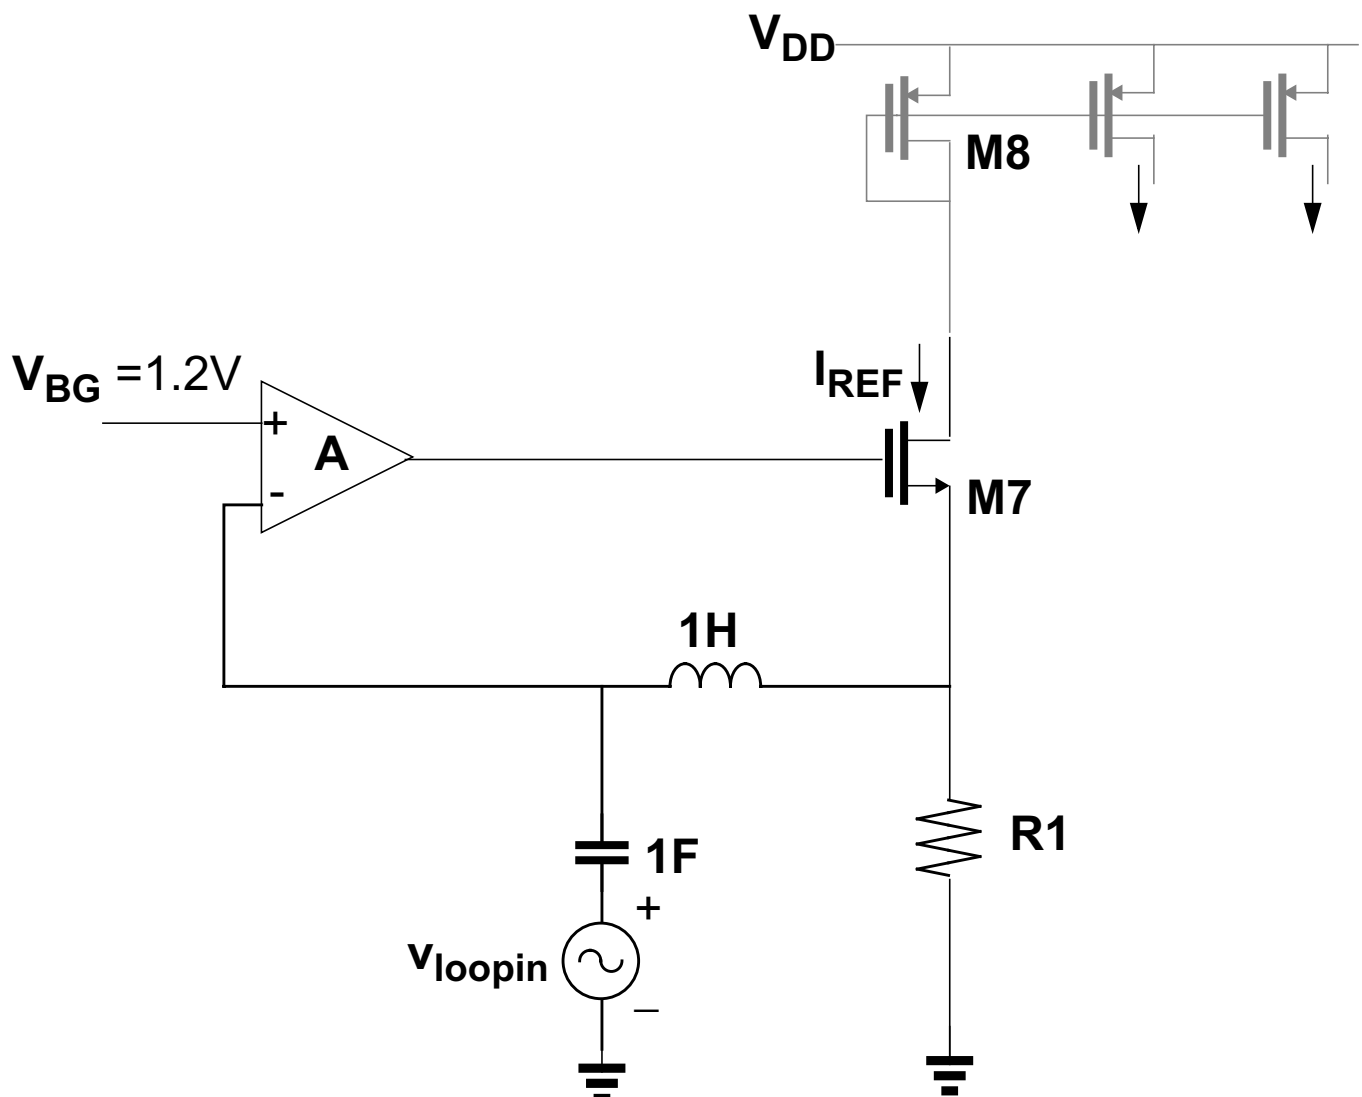 VDD
M8
VBG =1.2V
+
A
-
IREF
M7
1H
1F
R1
+
vloopin
–